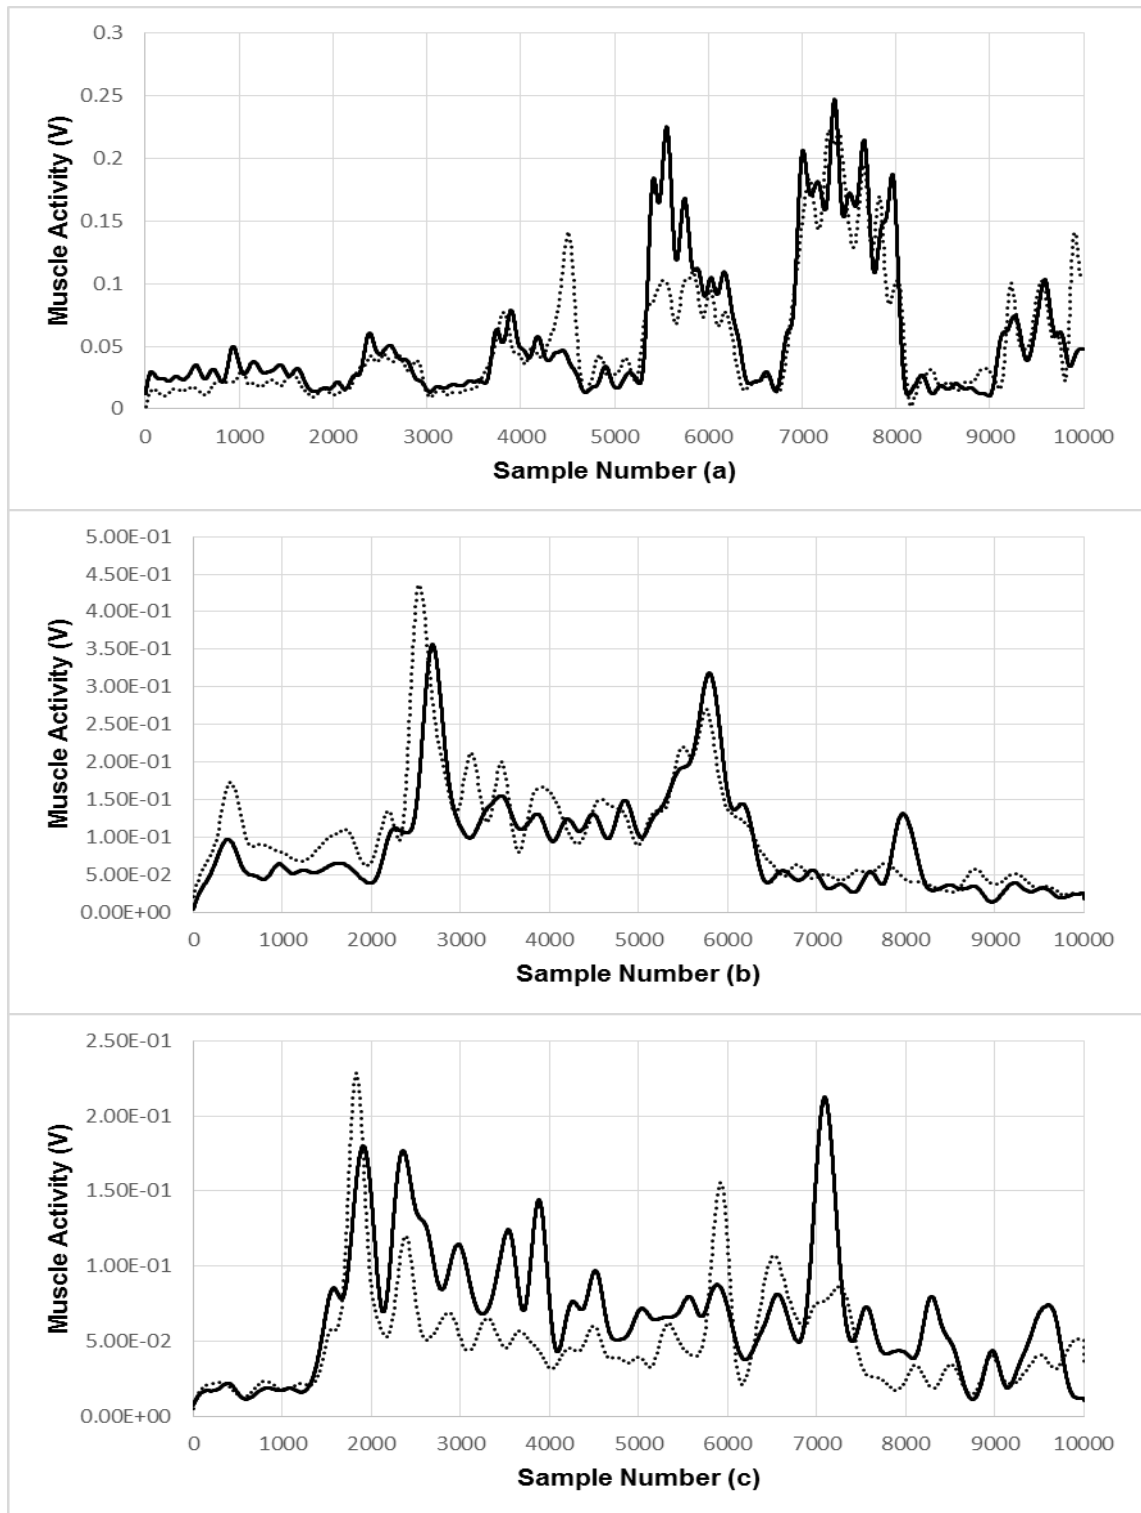 0.3
0.25
0.2
0.15
0.1
0.05
0
Muscle Activity (V)
0 1000 2000 3000 4000 5000 6000 7000 8000 9000 10000
Sample Number (a)
5.00E-01
4.50E-01
4.00E-01
3.50E-01
3.00E-01
2.50E-01
2.00E-01
1.50E-01
1.00E-01
5.00E-02
0.00E+00
Muscle Activity (V)
0 1000 2000 3000 4000 5000 6000 7000 8000 9000 10000
Sample Number (b)
2.50E-01
2.00E-01
1.50E-01
1.00E-01
5.00E-02
0.00E+00
Muscle Activity (V)
0 1000 2000 3000 4000 5000 6000 7000 8000 9000 10000
Sample Number (c)